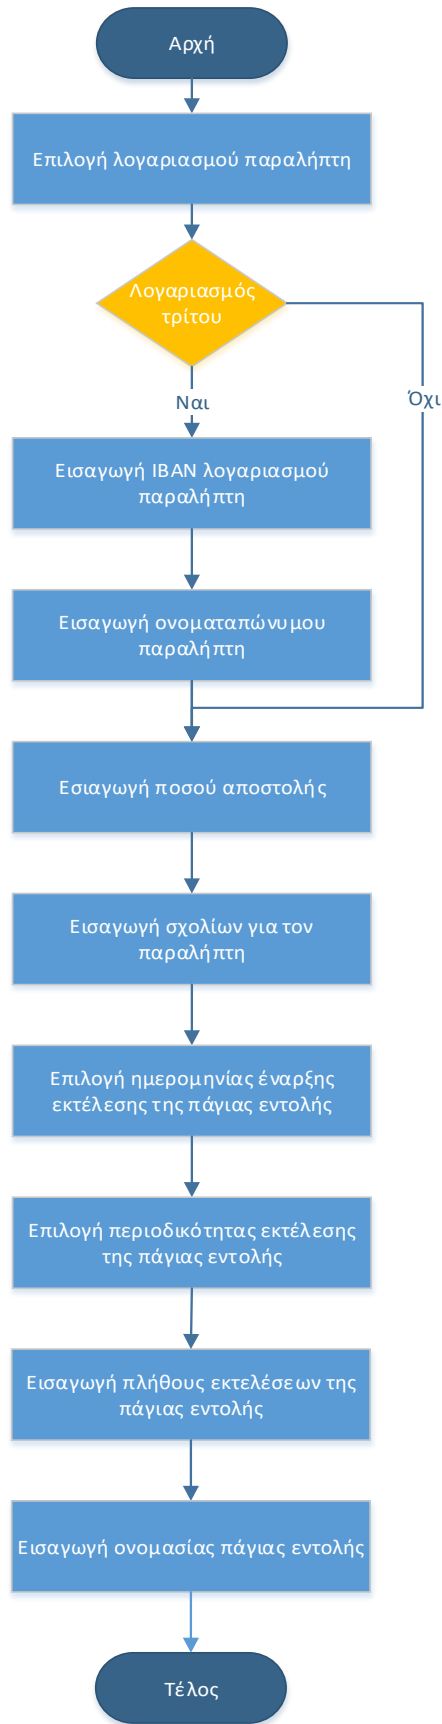 Αρχή
Επιλογή λογαριασμού παραλήπτη
Λογαριασμός
τρίτου
Ναι
Όχι
Εισαγωγή IBAN λογαριασμού
παραλήπτη
Εισαγωγή ονοματαπώνυμου
παραλήπτη
Εσιαγωγή ποσού αποστολής
Εισαγωγή σχολίων για τον
παραλήπτη
Επιλογή ημερομηνίας έναρξης
εκτέλεσης της πάγιας εντολής
Επιλογή περιοδικότητας εκτέλεσης
της πάγιας εντολής
Εισαγωγή πλήθους εκτελέσεων της
πάγιας εντολής
Εισαγωγή ονομασίας πάγιας εντολής
Τέλος